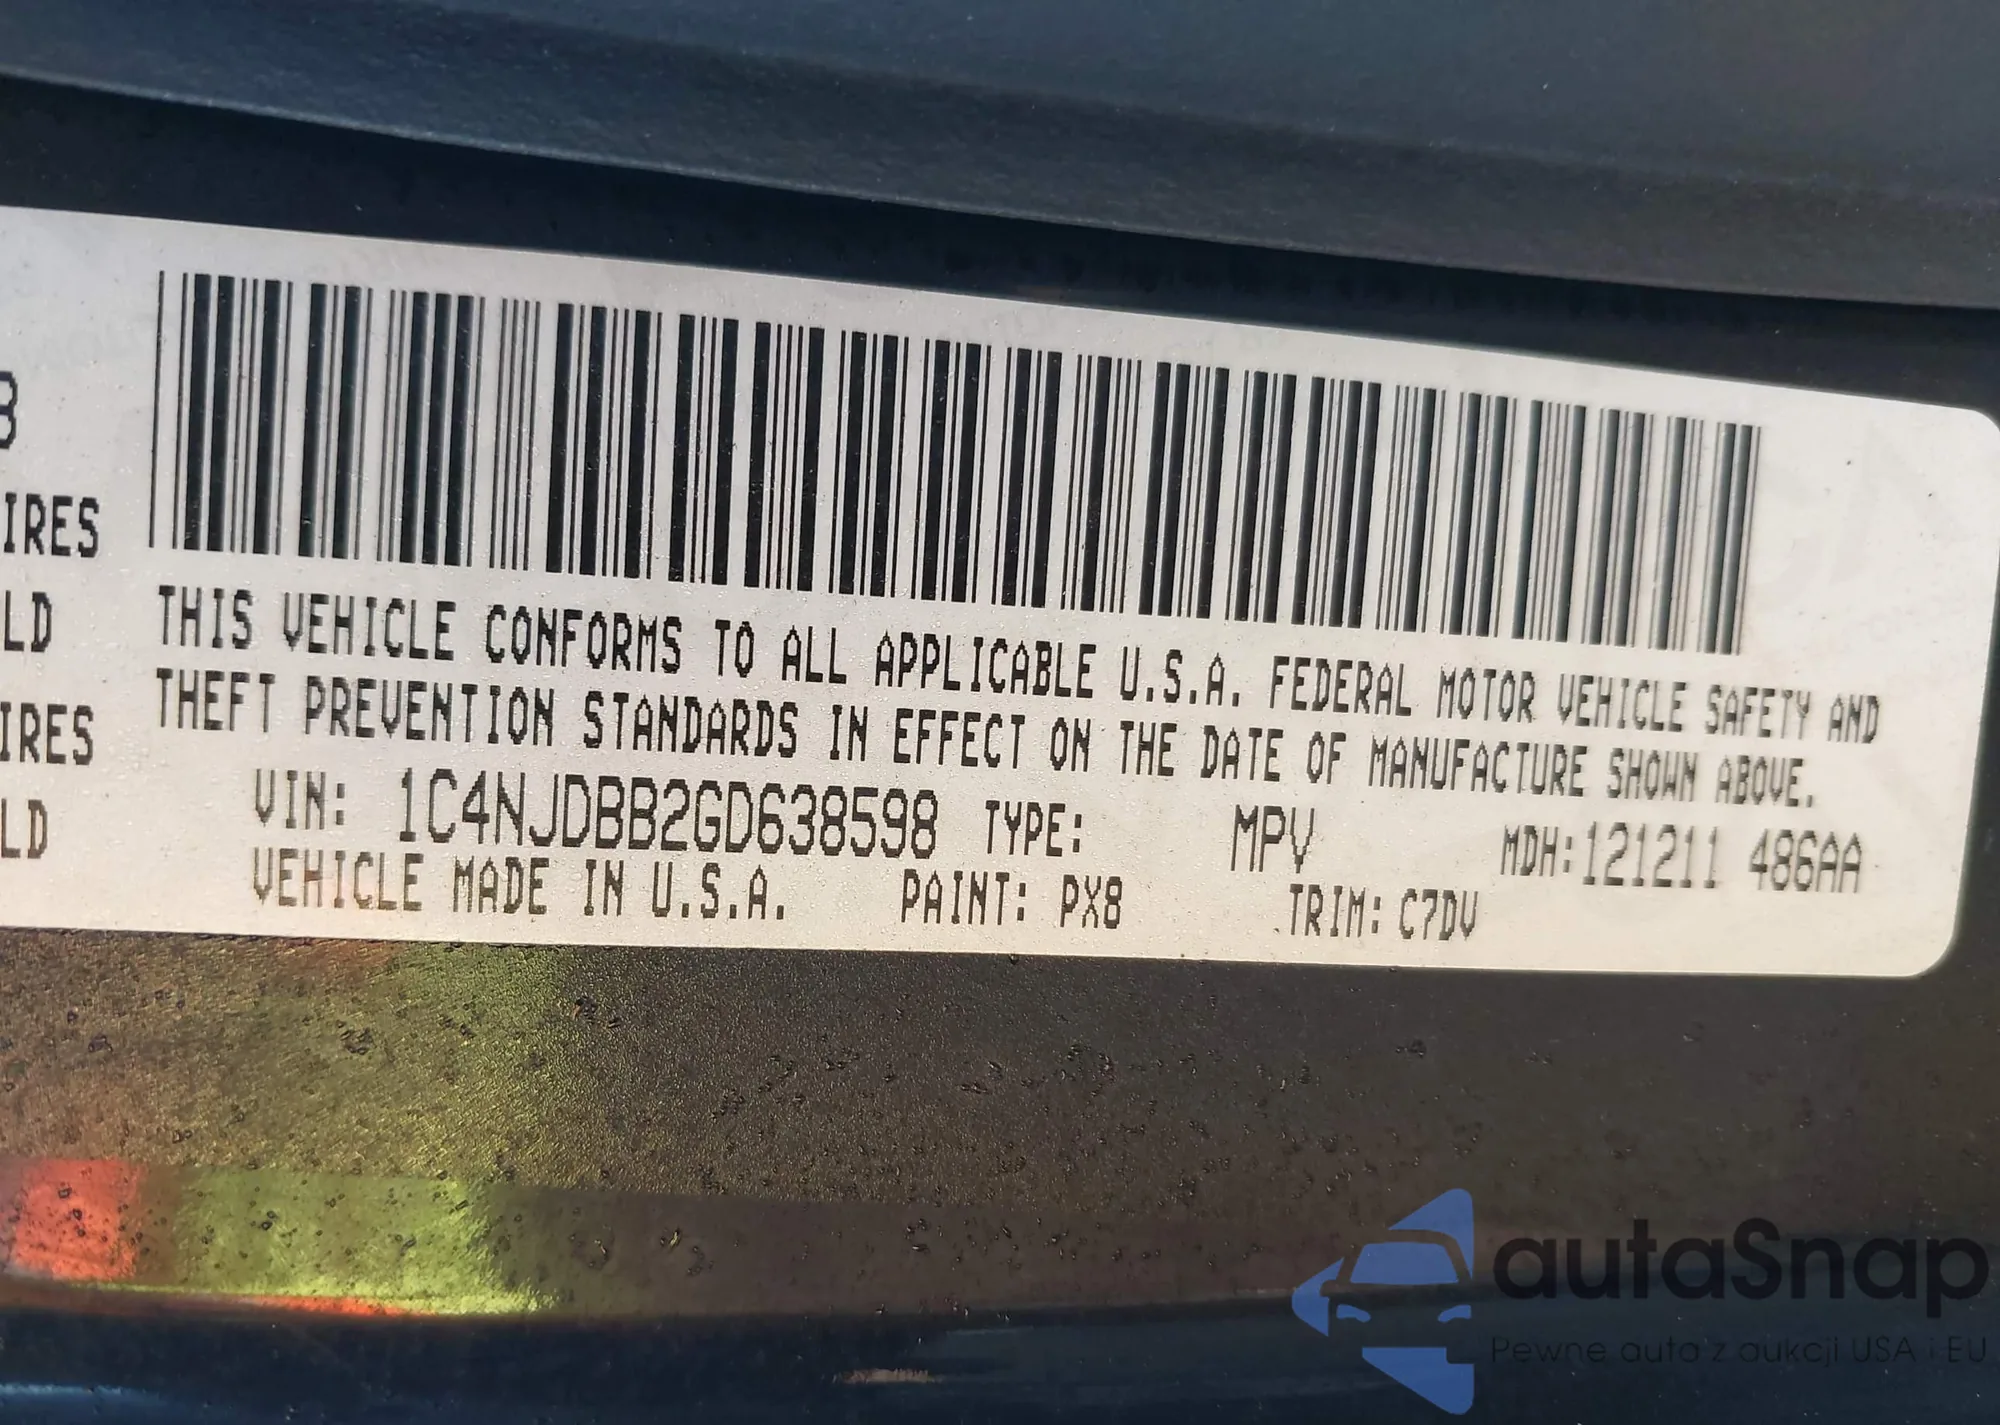 3
IRES
LD
IRES
LD
THIS VEHICLE CONFORMS TO ALL APPLICABLE U.S.A. FEDERAL MOTOR VEHICLE SAFETY AND
THEFT PREVENTION STANDARDS IN EFFECT ON THE DATE OF MANUFACTURE SHOWN ABOVE.
VIN: 1C4NJDBB2GD638598 TYPE: MPV MDH:121211 486AA
VEHICLE MADE IN U.S.A. PAINT: PX8 TRIM: C7DV
autaSnap
Pewne auta z aukcji USA i EU